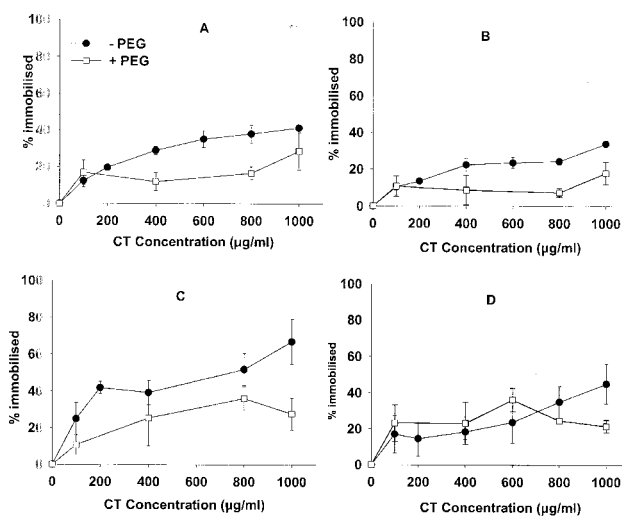 A
- PEG
+ PEG
% immobilised
0 200 400 600 800 1000
CT Concentration (µg/ml)
B
100
80
60
40
20
0
% immobilised
0 200 400 600 800 1000
CT Concentration (µg/ml)
C
% immobilised
0 200 400 600 800 1000
CT Concentration (µg/ml)
D
100
80
60
40
20
0
% immobilised
0 200 400 600 800 1000
CT Concentration (µg/ml)